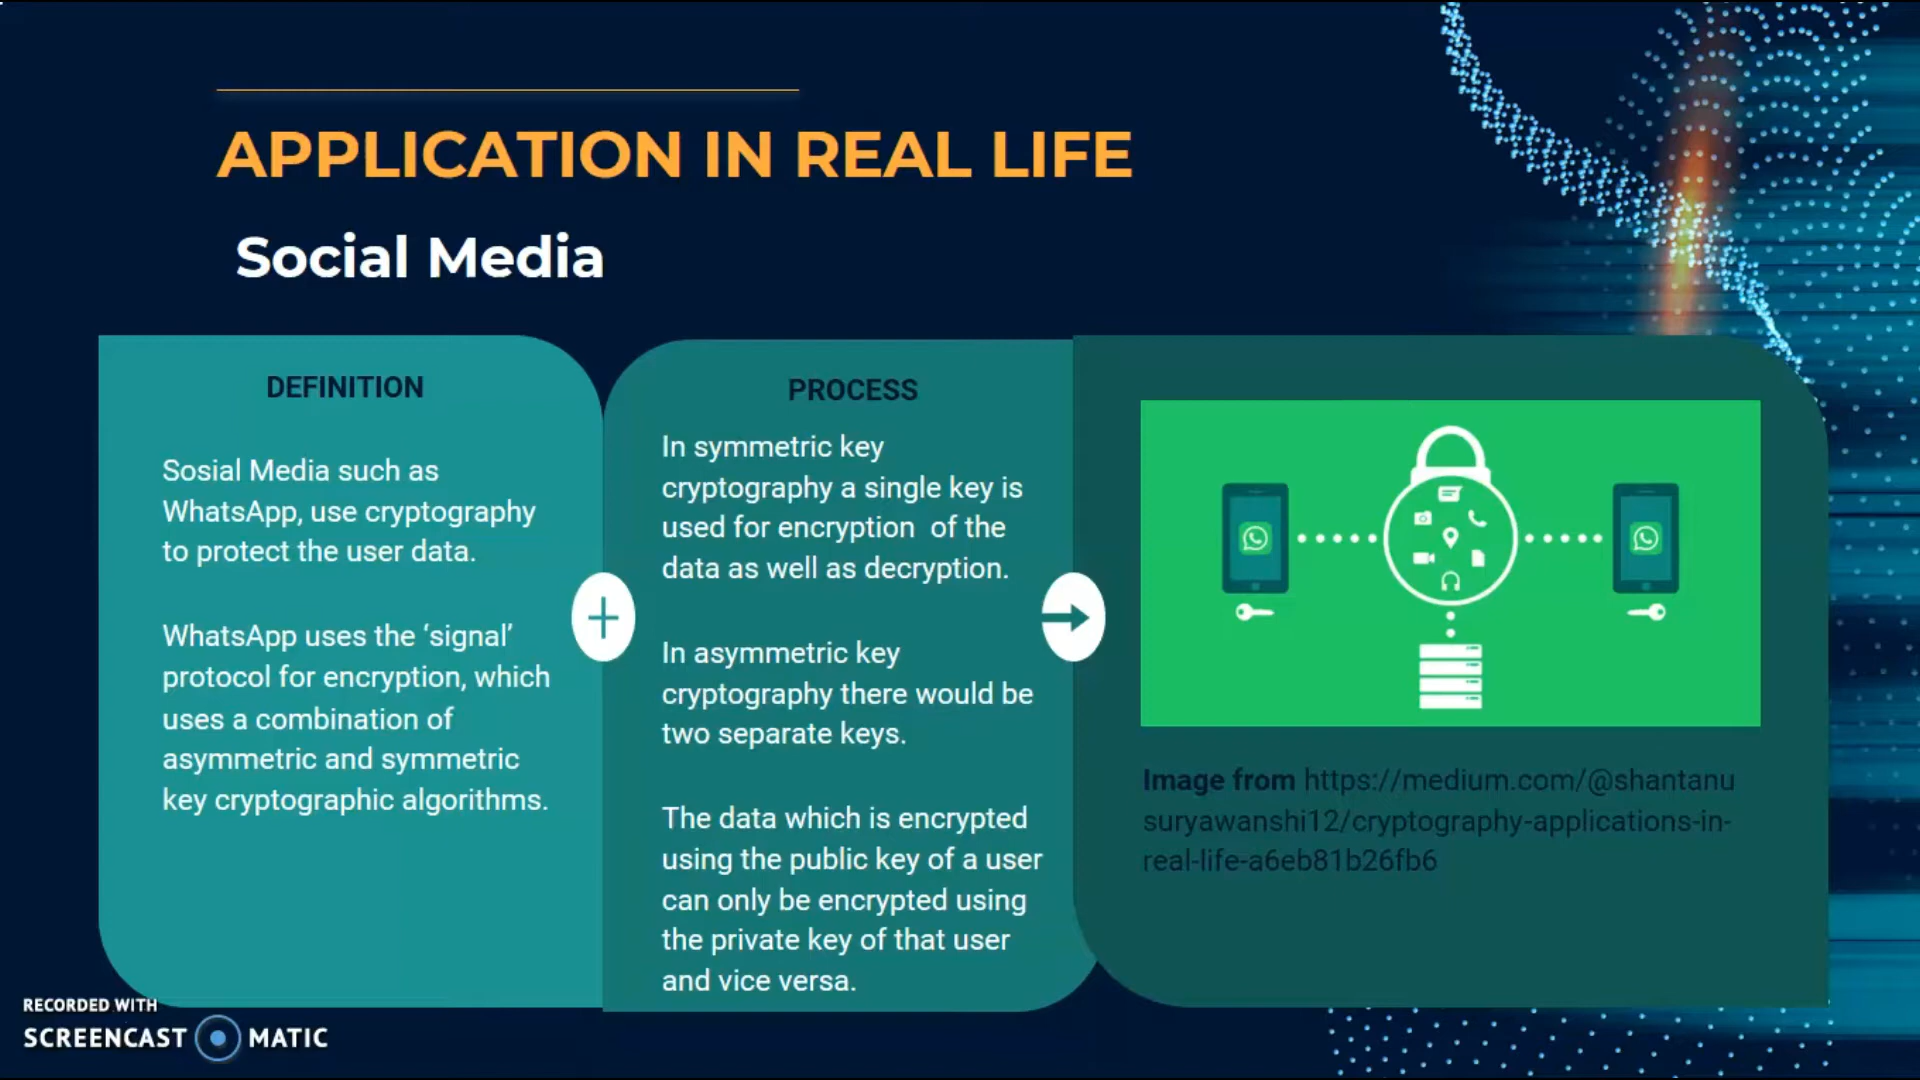 APPLICATION IN REAL LIFE
Social Media
DEFINITION
Sosial Media such as
WhatsApp, use cryptography
to protect the user data.
WhatsApp uses the ‘signal’
protocol for encryption, which
uses a combination of
asymmetric and symmetric
key cryptographic algorithms.
PROCESS
In symmetric key
cryptography a single key is
used for encryption  of the
data as well as decryption.
In asymmetric key
cryptography there would be
two separate keys.
The data which is encrypted
using the public key of a user
can only be encrypted using
the private key of that user
and vice versa.
Image from https://medium.com/@shantanu
suryawanshi12/cryptography-applications-in-
real-life-a6eb81b26fb6
RECORDED WITH
SCREENCAST MATIC